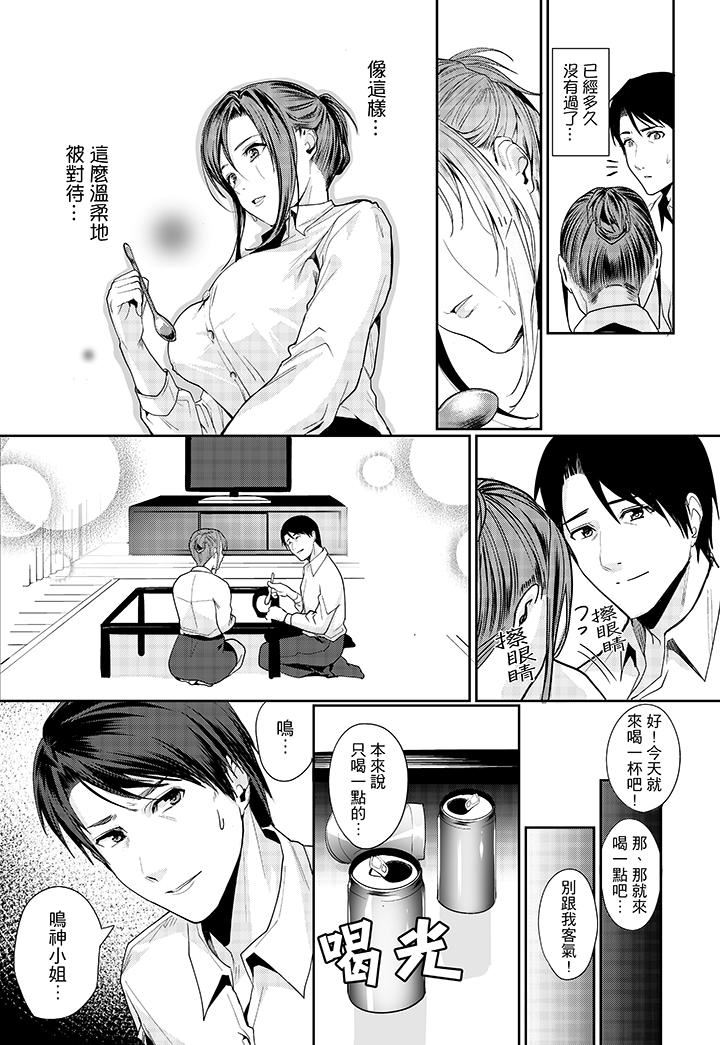 已經多久
沒有過了…
像這樣…
這麼溫柔地
被對待…
擦眼睛
擦眼睛
好！今天就
來喝一杯吧！
那、那就來
喝一點吧…
別跟我客氣！
本來說
只喝一點的…
喝光
鳴…
鳴神小姐…